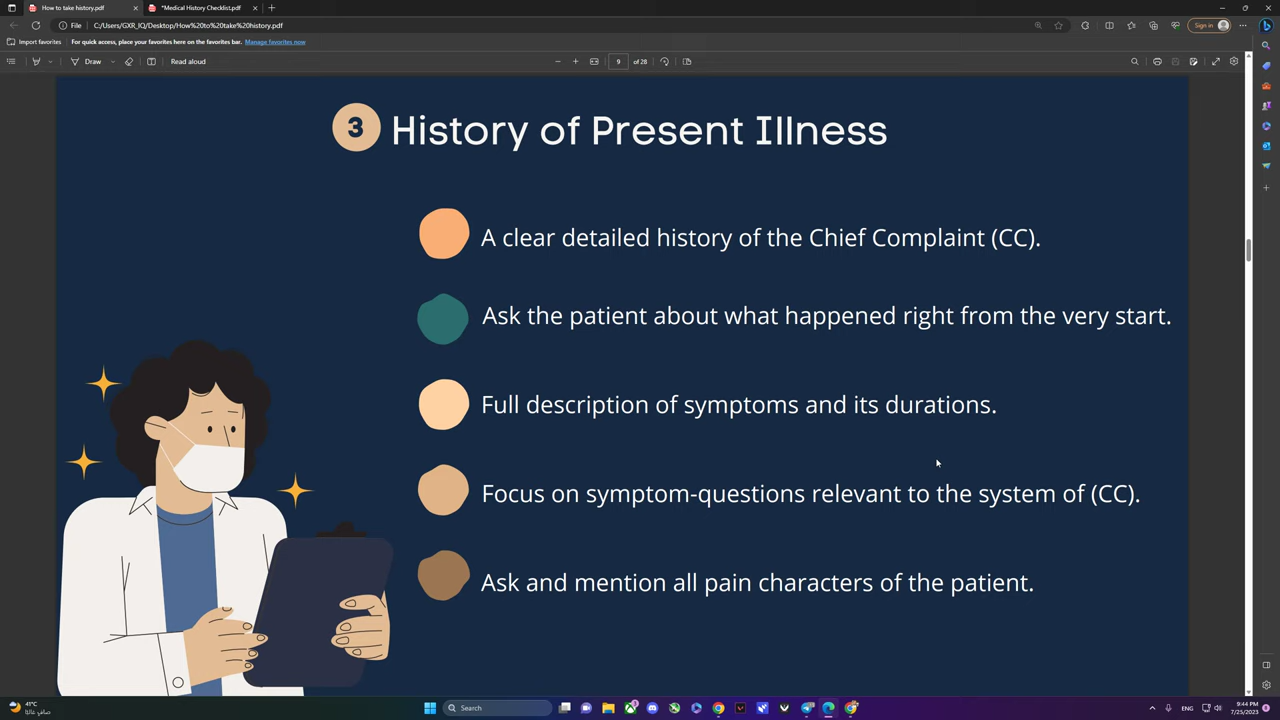 How to take history.pdf
*Medical History Checklist.pdf
File
C:/Users/GXR_IQ/Desktop/How%20to%20take%20history.pdf
Sign in
Import favorites
For quick access, place your favorites here on the favorites bar. Manage favorites now
Draw
Read aloud
9 of 28
3 History of Present Illness
A clear detailed history of the Chief Complaint (CC).
Ask the patient about what happened right from the very start.
Full description of symptoms and its durations.
Focus on symptom-questions relevant to the system of (CC).
Ask and mention all pain characters of the patient.
41°C
صافٍ غالبًا
Search
ENG
9:44 PM
7/25/2023